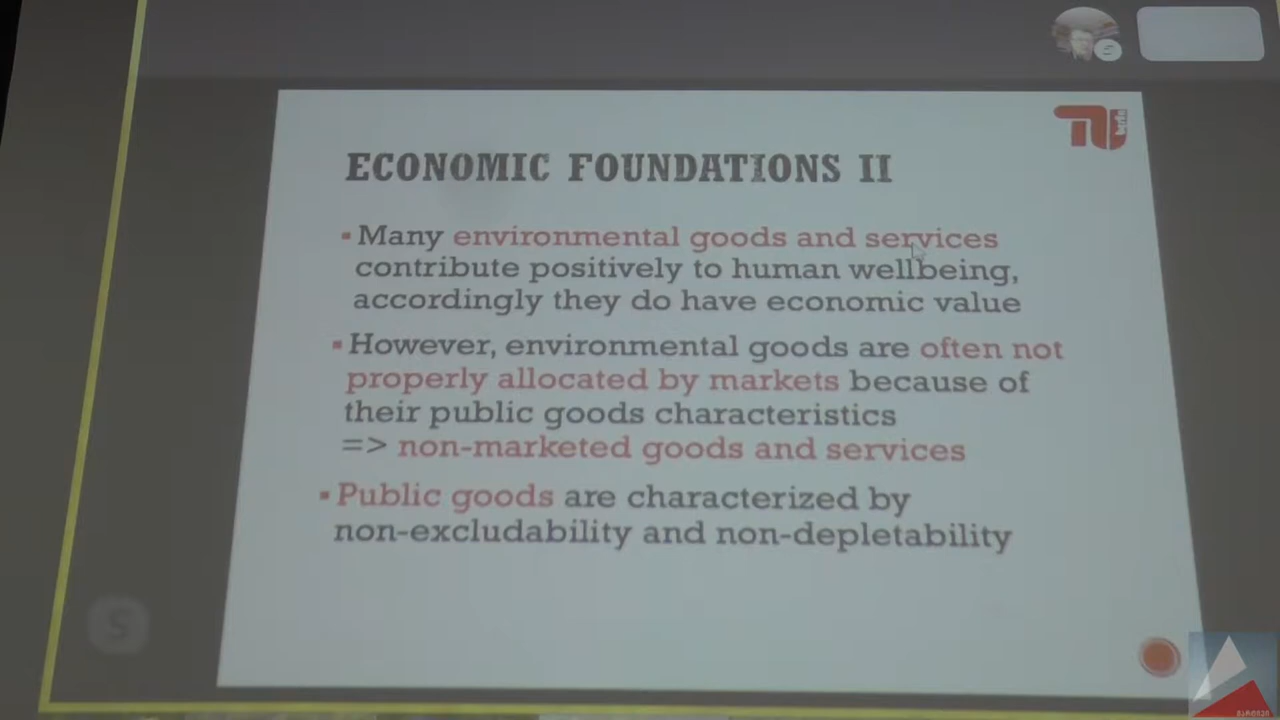 berlin
ECONOMIC FOUNDATIONS II
▪ Many environmental goods and services
contribute positively to human wellbeing,
accordingly they do have economic value
▪ However, environmental goods are often not
properly allocated by markets because of
their public goods characteristics
=> non-marketed goods and services
▪ Public goods are characterized by
non-excludability and non-depletability
S
S